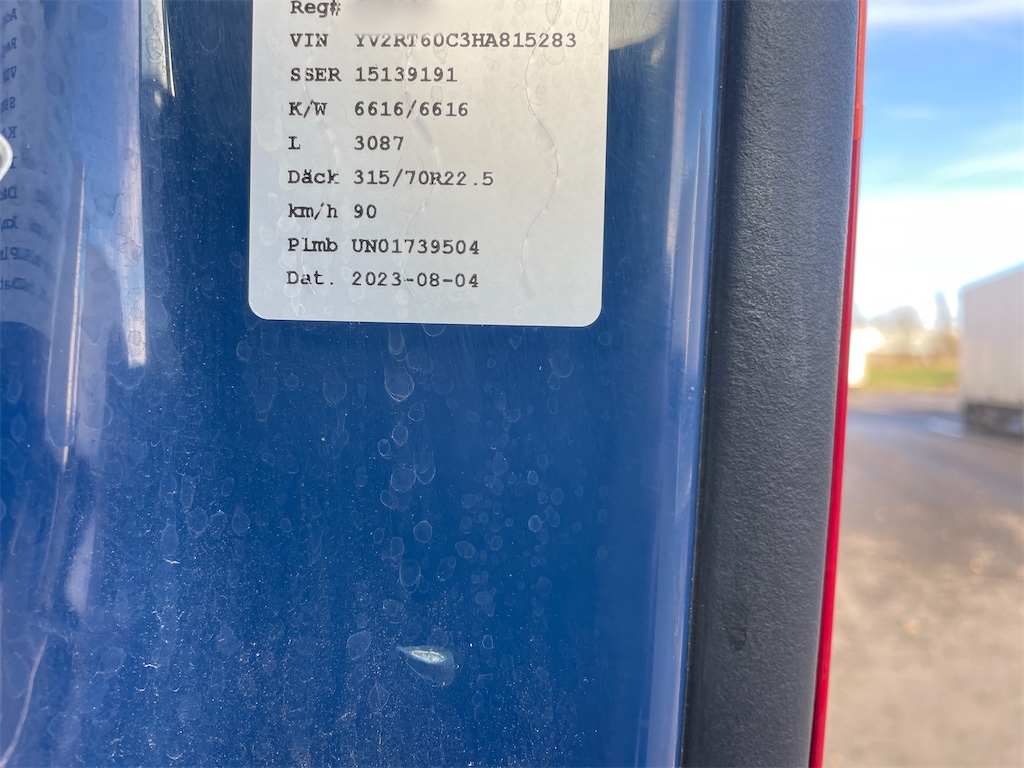 Reg#
VIN YV2RT60C3HA815283
SSER 15139191
K/W 6616/6616
L 3087
Däck 315/70R22.5
km/h 90
Plmb UN01739504
Dat. 2023-08-04